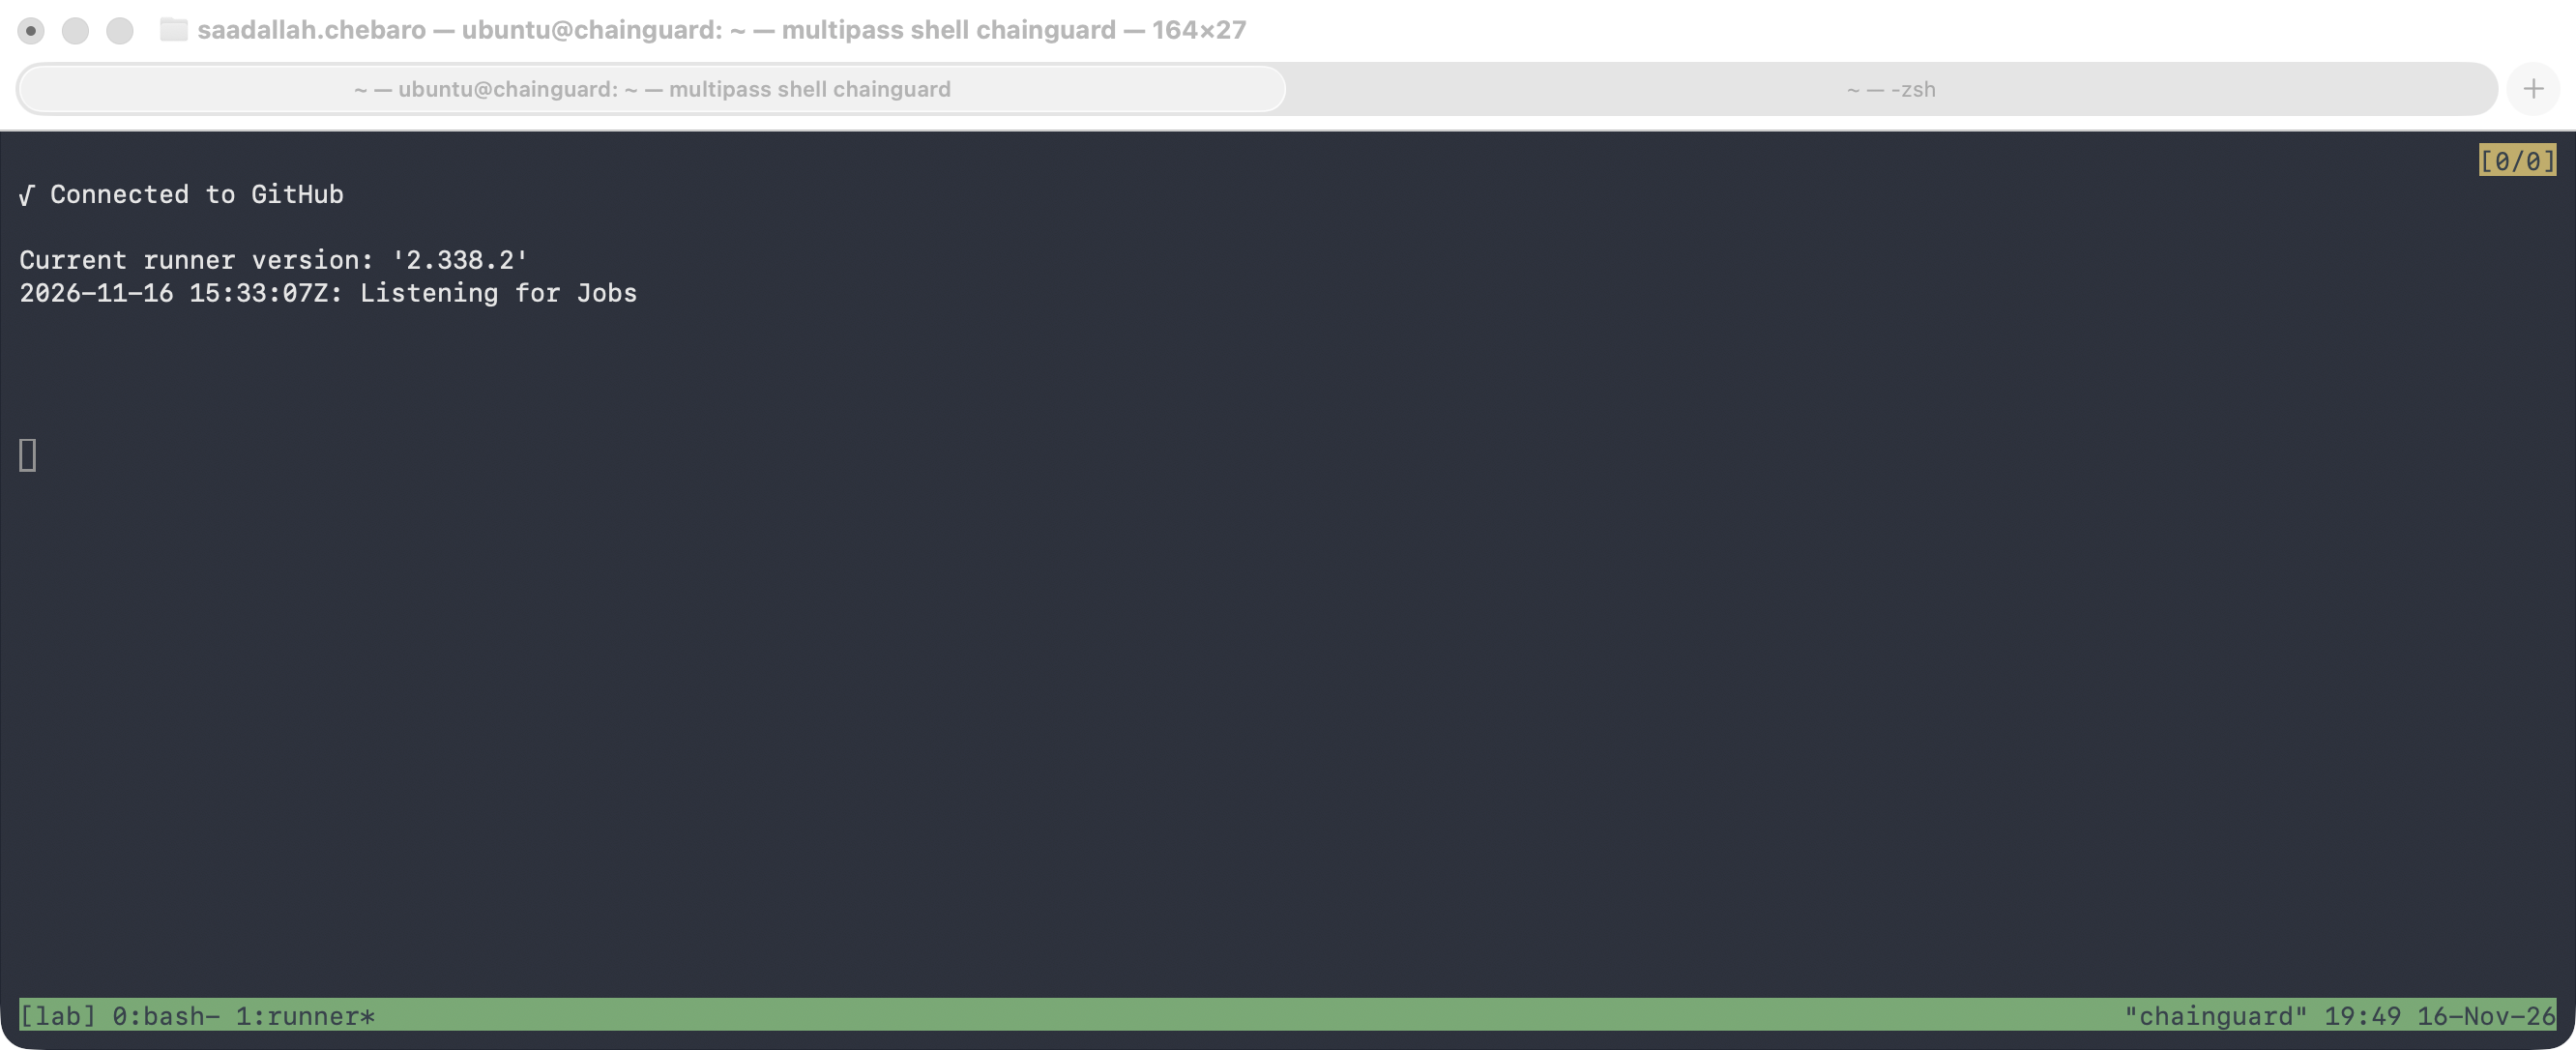 saadallah.chebaro — ubuntu@chainguard: ~ — multipass shell chainguard — 164×27
~ — ubuntu@chainguard: ~ — multipass shell chainguard
~ — -zsh
[0/0]
√ Connected to GitHub
Current runner version: '2.338.2'
2026-11-16 15:33:07Z: Listening for Jobs
[lab] 0:bash- 1:runner* "chainguard" 19:49 16-Nov-26